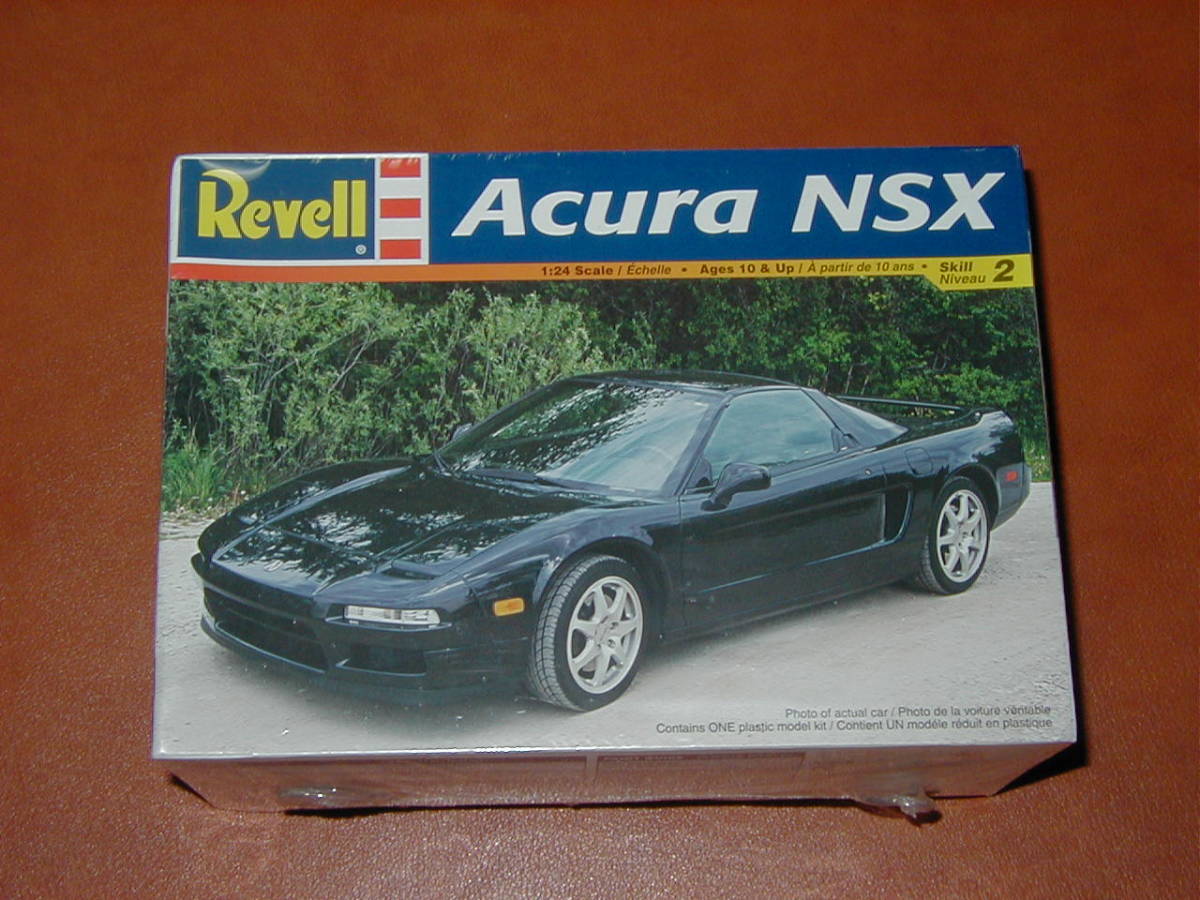 Revell®
Acura NSX
1:24 Scale / Échelle • Ages 10 & Up / À partir de 10 ans • Skill Niveau 2
Photo of actual car / Photo de la voiture véritable
Contains ONE plastic model kit / Contient UN modèle réduit en plastique